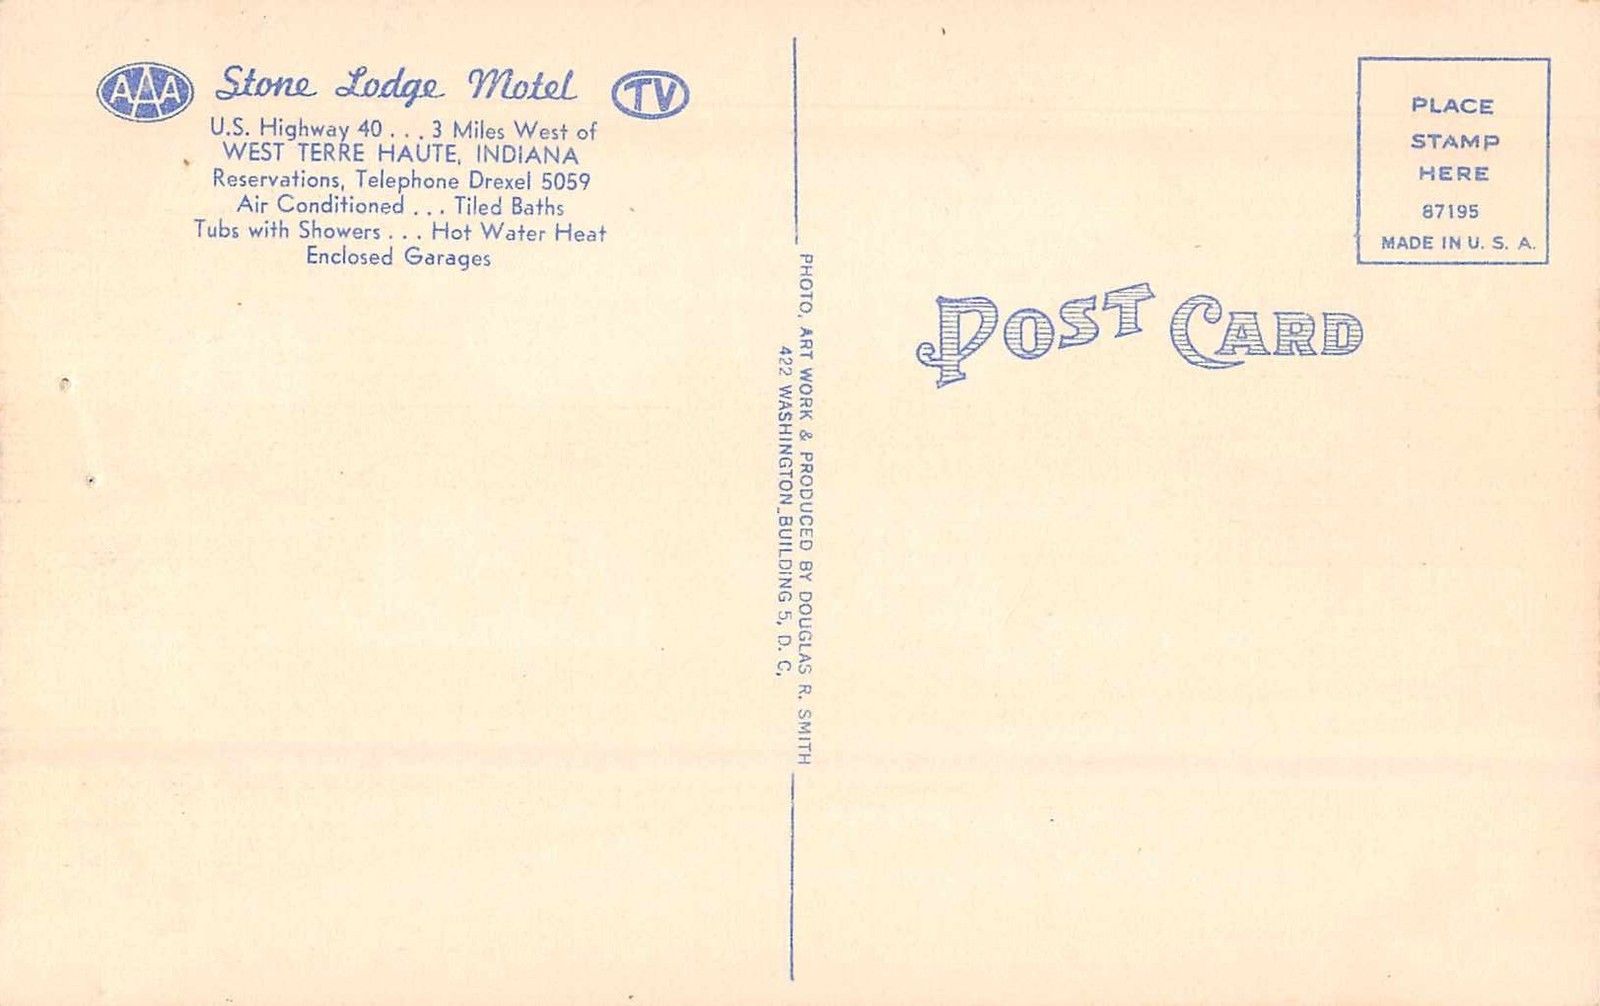 AAA Stone Lodge Motel TV
U.S. Highway 40 . . . 3 Miles West of
WEST TERRE HAUTE, INDIANA
Reservations, Telephone Drexel 5059
Air Conditioned . . . Tiled Baths
Tubs with Showers . . . Hot Water Heat
Enclosed Garages
PHOTO, ART WORK & PRODUCED BY DOUGLAS R. SMITH
422 WASHINGTON BUILDING 5, D. C,
PLACE
STAMP
HERE
87195
MADE IN U. S. A.
POST CARD